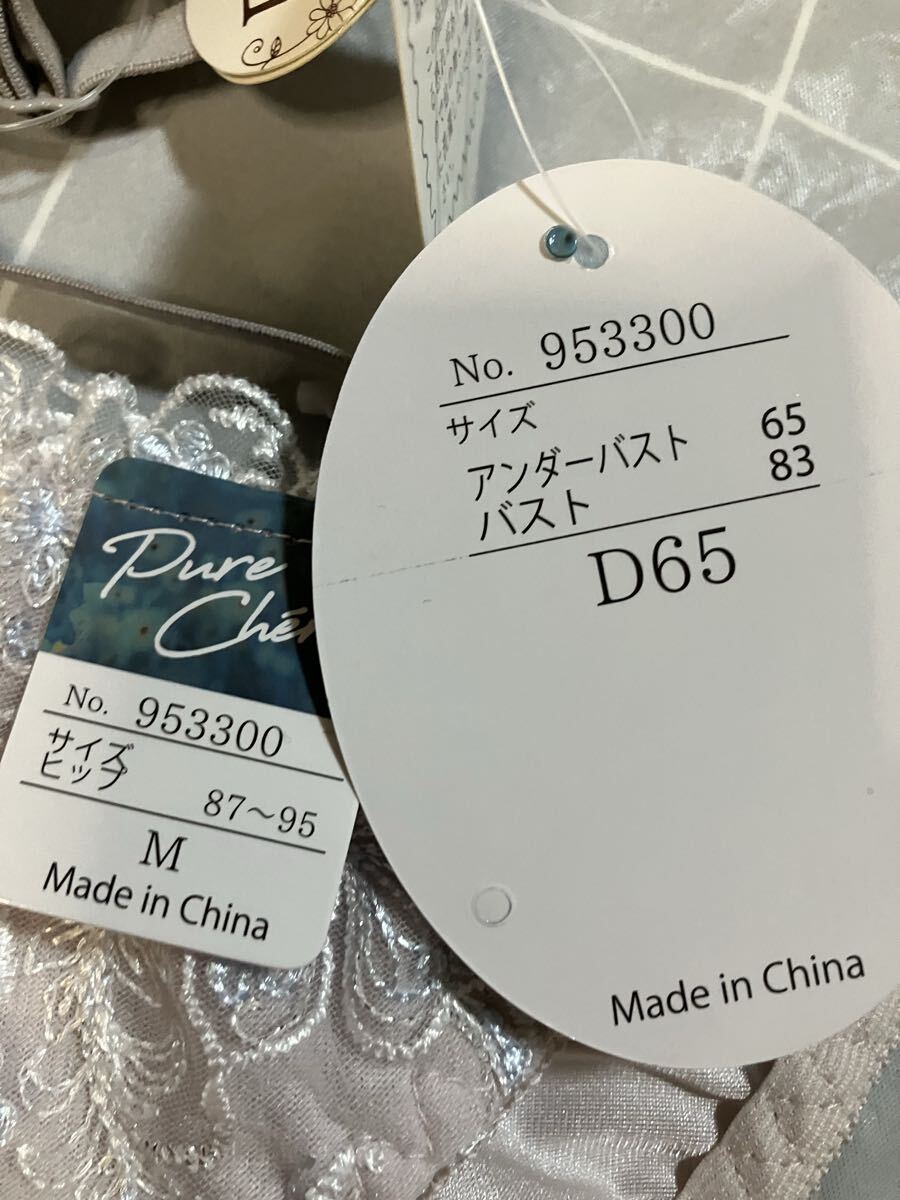 No. 953300
サイズ
アンダーバスト 65
バスト 83
D65
Made in China
Pure
Chér
No. 953300
サイズ
ヒップ 87～95
M
Made in China